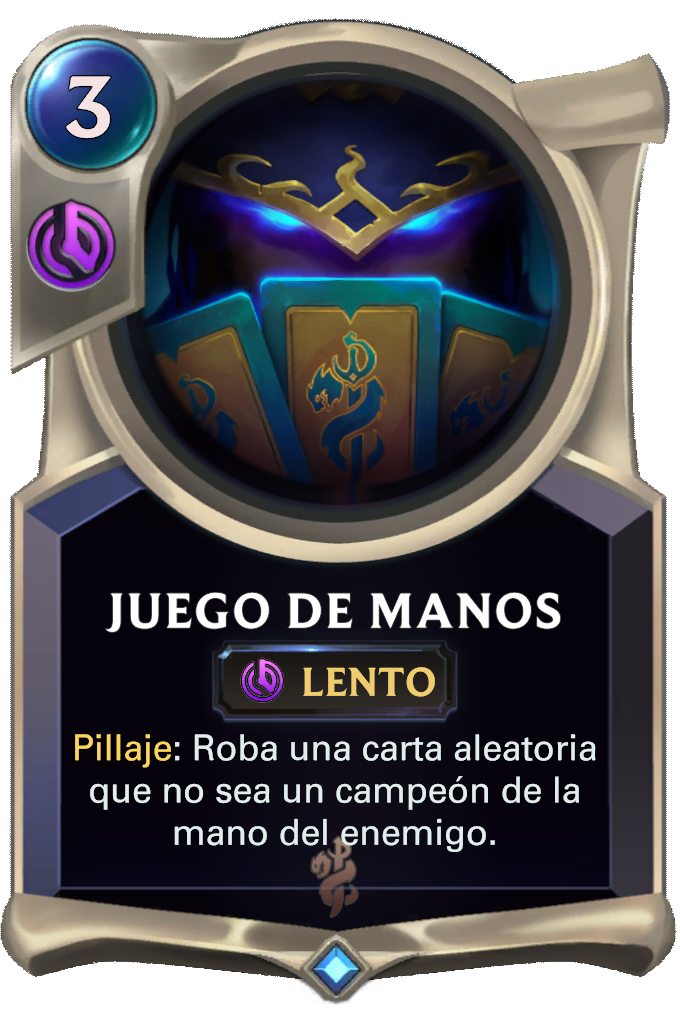 3
JUEGO DE MANOS
LENTO
Pillaje: Roba una carta aleatoria
que no sea un campeón de la
mano del enemigo.